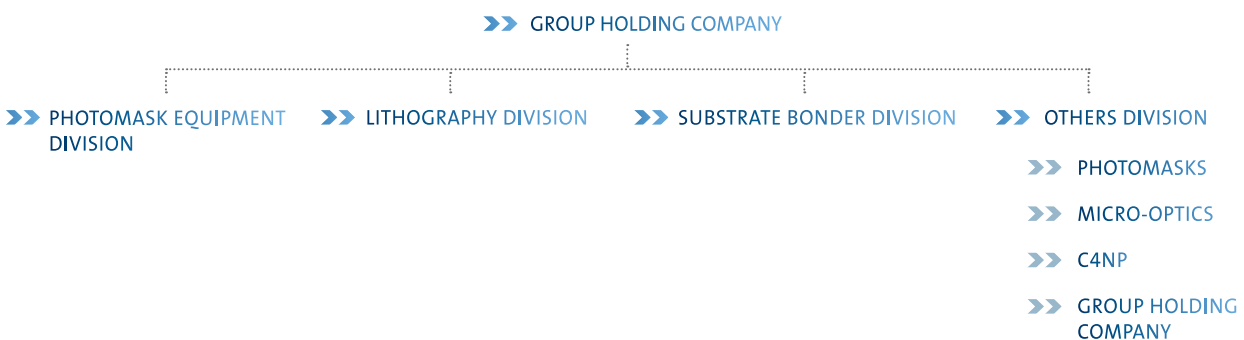 GROUP HOLDING COMPANY
PHOTOMASK EQUIPMENT
DIVISION
LITHOGRAPHY DIVISION
SUBSTRATE BONDER DIVISION
OTHERS DIVISION
PHOTOMASKS
MICRO-OPTICS
C4NP
GROUP HOLDING
COMPANY